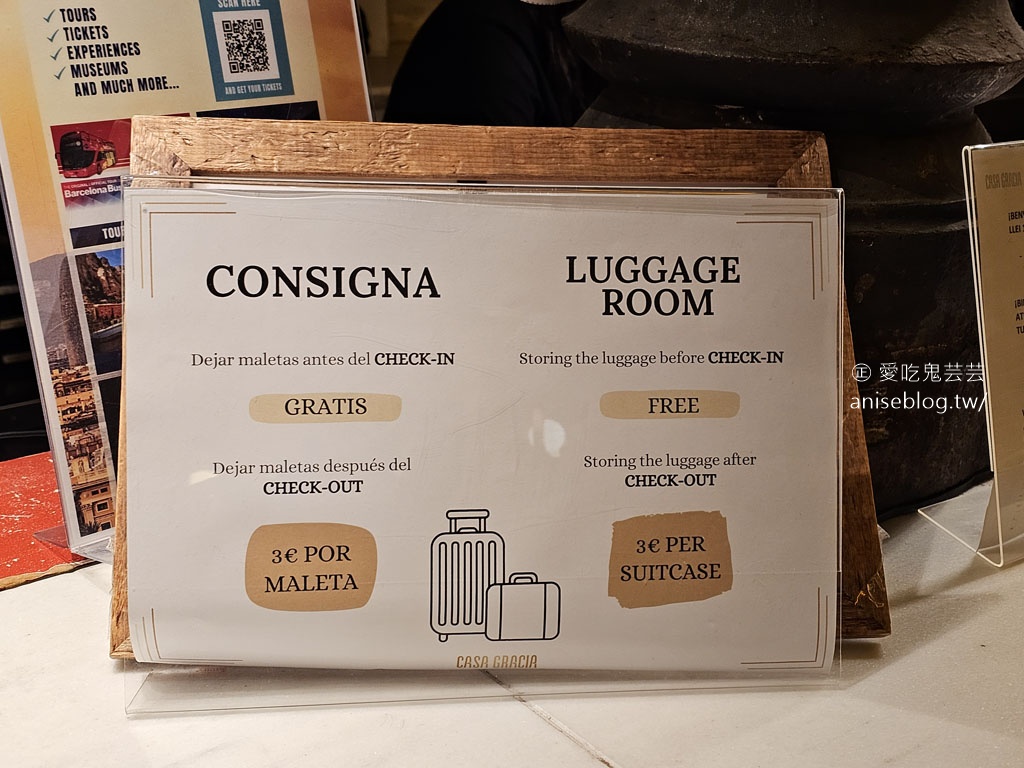 SCAN HERE
✓ TOURS
✓ TICKETS
✓ EXPERIENCES
✓ MUSEUMS
AND MUCH MORE...
AND GET YOUR TICKETS
Barcelona Bus
TOUR
CONSIGNA
Dejar maletas antes del CHECK-IN
GRATIS
Dejar maletas después del
CHECK-OUT
3€ POR
MALETA
LUGGAGE
ROOM
Storing the luggage before CHECK-IN
FREE
Storing the luggage after
CHECK-OUT
3€ PER
SUITCASE
CASA GRACIA
CASA GRACIA
㊣ 愛吃鬼芸芸
aniseblog.tw/